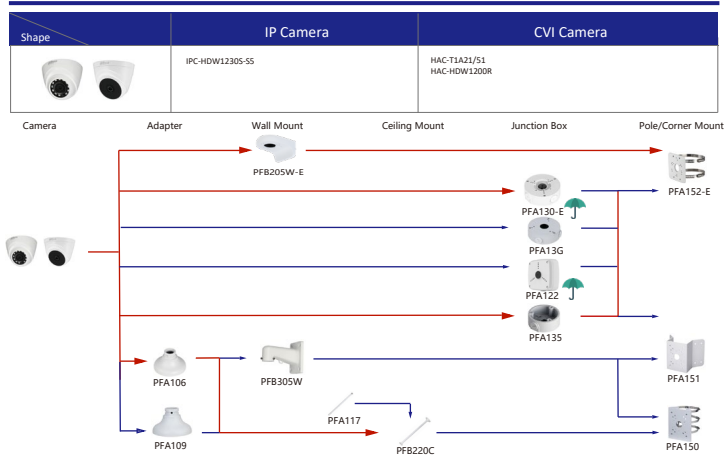 Shape
IP Camera
CVI Camera
IPC-HDW1230S-S5
HAC-T1A21/51
HAC-HDW1200R
Camera
Adapter
Wall Mount
Ceiling Mount
Junction Box
Pole/Corner Mount
PFB205W-E
PFA152-E
PFA130-E
PFA13G
PFA122
PFA135
PFA106
PFB305W
PFA151
PFA117
PFA109
PFB220C
PFA150